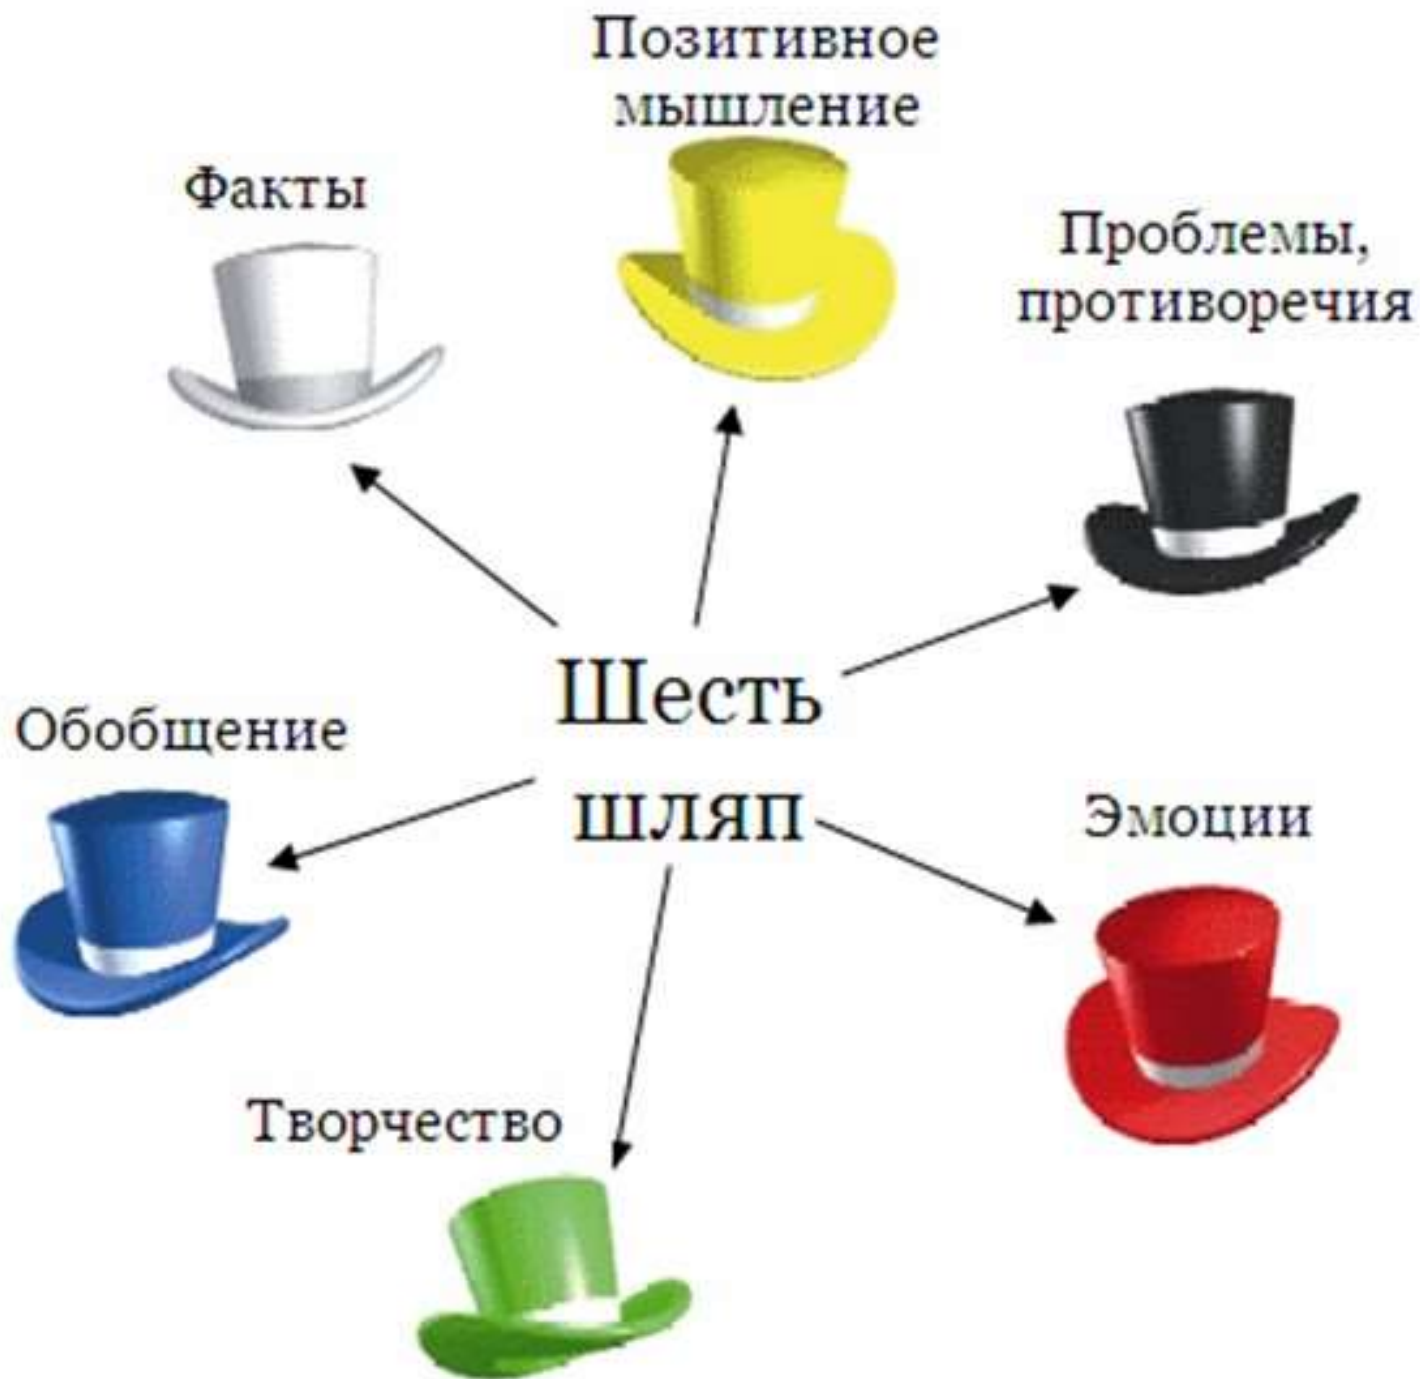 Позитивное
мышление
Факты
Проблемы,
противоречия
Шесть
шляп
Обобщение
Эмоции
Творчество